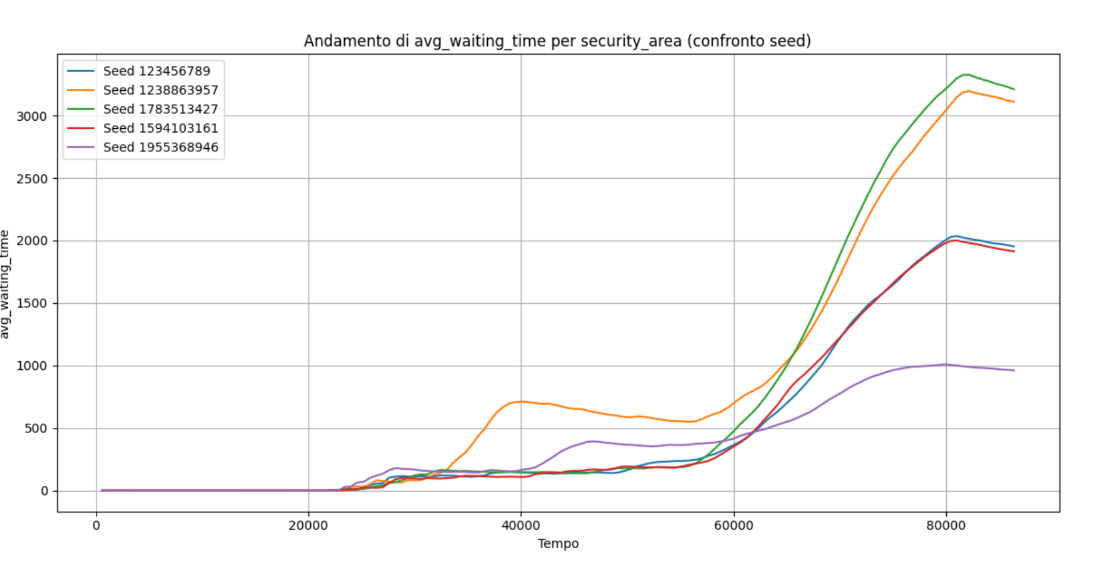 Andamento di avg_waiting_time per security_area (confronto seed)
Seed 123456789
Seed 1238863957
Seed 1783513427
Seed 1594103161
Seed 1955368946
3000
2500
2000
1500
1000
500
0
avg_waiting_time
0 20000 40000 60000 80000
Tempo